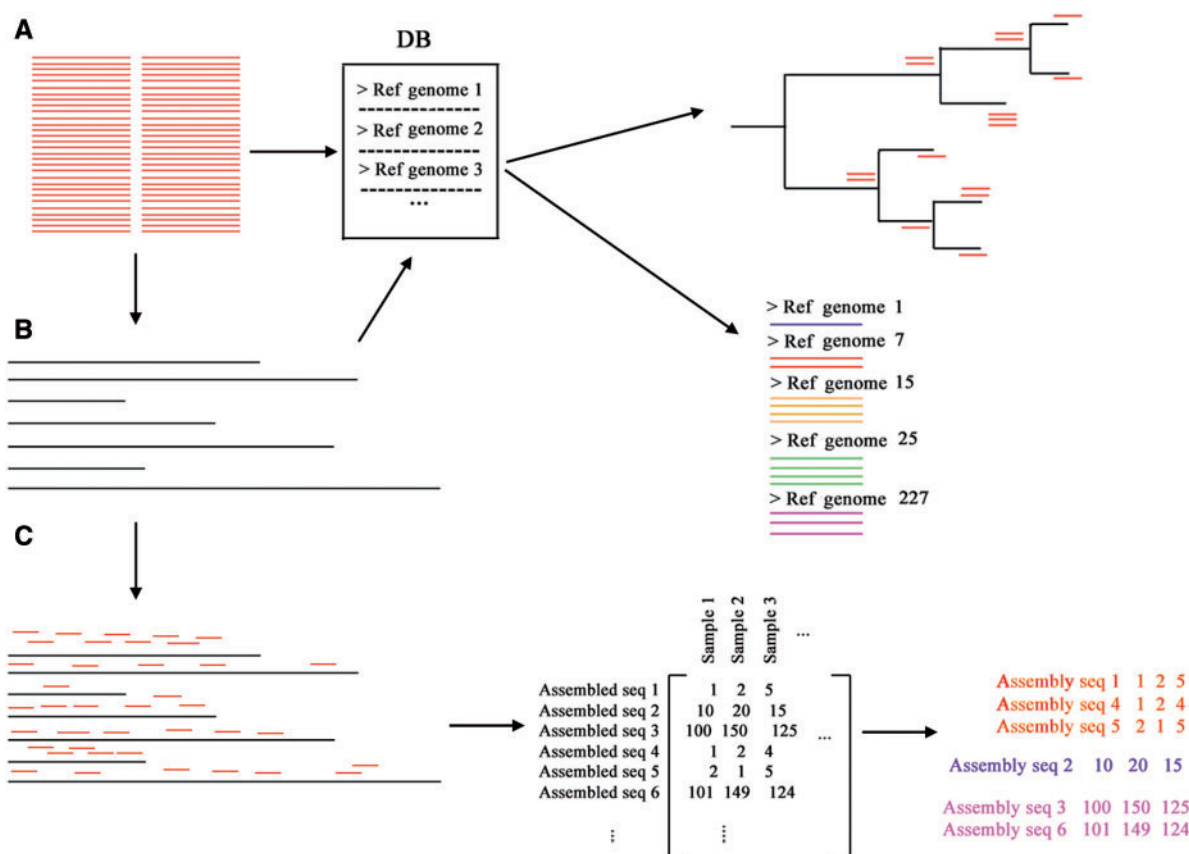 A
DB
> Ref genome 1
> Ref genome 2
> Ref genome 3
...
B
> Ref genome 1
> Ref genome 7
> Ref genome 15
> Ref genome 25
> Ref genome 227
C
Sample 1
Sample 2
Sample 3
...
Assembled seq 1 1 2 5
Assembled seq 2 10 20 15
Assembled seq 3 100 150 125 ...
Assembled seq 4 1 2 4
Assembled seq 5 2 1 5
Assembled seq 6 101 149 124
... ...
Assembly seq 1 1 2 5
Assembly seq 4 1 2 4
Assembly seq 5 2 1 5
Assembly seq 2 10 20 15
Assembly seq 3 100 150 125
Assembly seq 6 101 149 124